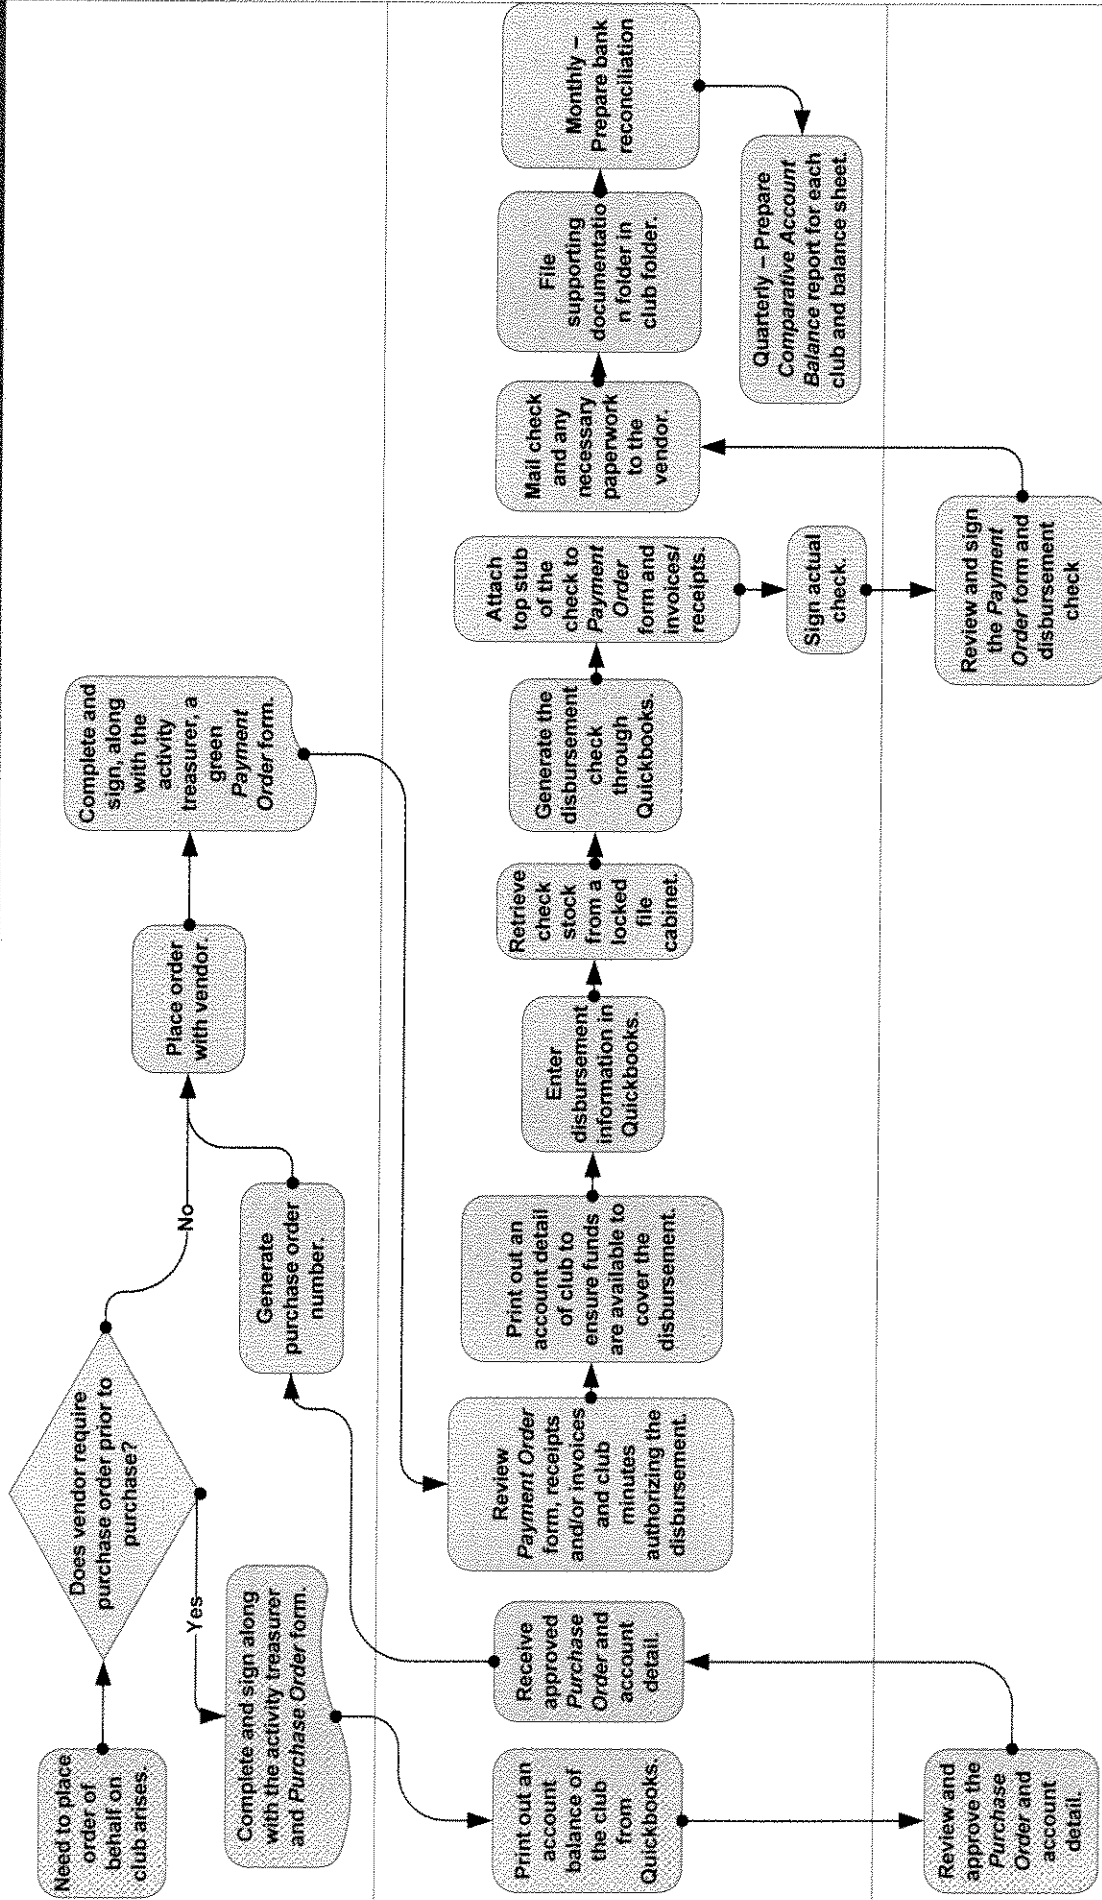 Need to place
order of
behalf on
club arises.
Does vendor require
purchase order prior to
purchase?
No
Yes
Complete and sign along
with the activity treasurer
and Purchase Order form.
Generate
purchase order
number.
Place order
with vendor.
Complete and
sign, along
with the
activity
treasurer, a
green
Payment
Order form.
Print out an
account
balance of
the club
from
Quickbooks.
Receive
approved
Purchase
Order and
account
detail.
Review
Payment Order
form, receipts
and/or invoices
and club
minutes
authorizing the
disbursement.
Print out an
account detail
of club to
ensure funds
are available to
cover the
disbursement.
Enter
disbursement
information in
Quickbooks.
Retrieve
check
stock
from a
locked
file
cabinet.
Generate the
disbursement
check
through
Quickbooks.
Attach
top stub
of the
check to
Payment
Order
form and
invoices/
receipts.
Sign actual
check.
Mail check
and any
necessary
paperwork
to the
vendor.
File
supporting
documentatio
n folder in
club folder.
Monthly –
Prepare bank
reconciliation
Quarterly – Prepare
Comparative Account
Balance report for each
club and balance sheet.
Review and
approve the
Purchase
Order and
account
detail.
Review and sign
the Payment
Order form and
disbursement
check